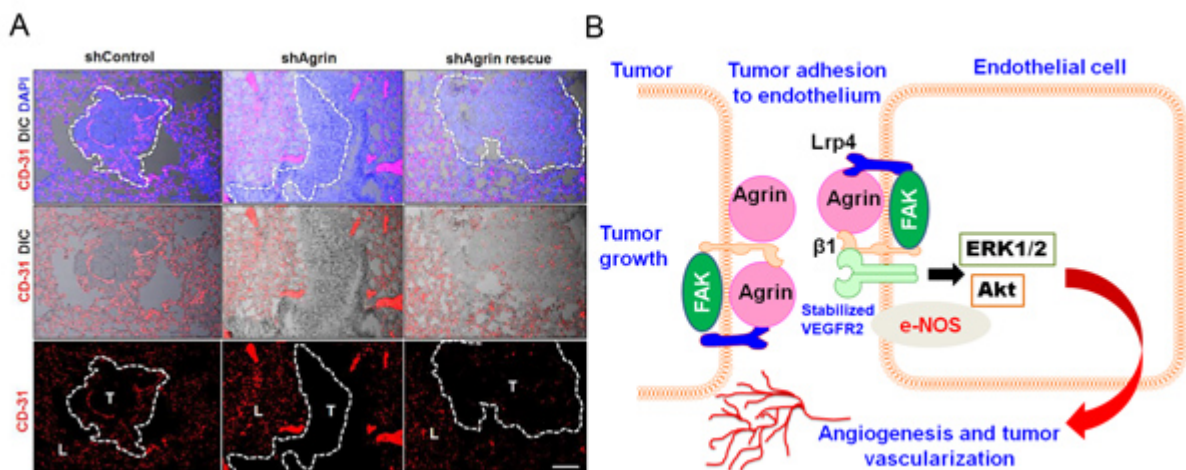 A
shControl
shAgrin
shAgrin rescue
CD-31 DIC DAPI
CD-31 DIC
CD-31
T
L
L
T
T
L
B
Tumor
Tumor adhesion
to endothelium
Endothelial cell
Lrp4
Agrin
Agrin
FAK
Tumor
growth
β1
ERK1/2
FAK
Agrin
Akt
Stabilized
VEGFR2
e-NOS
Angiogenesis and tumor
vascularization